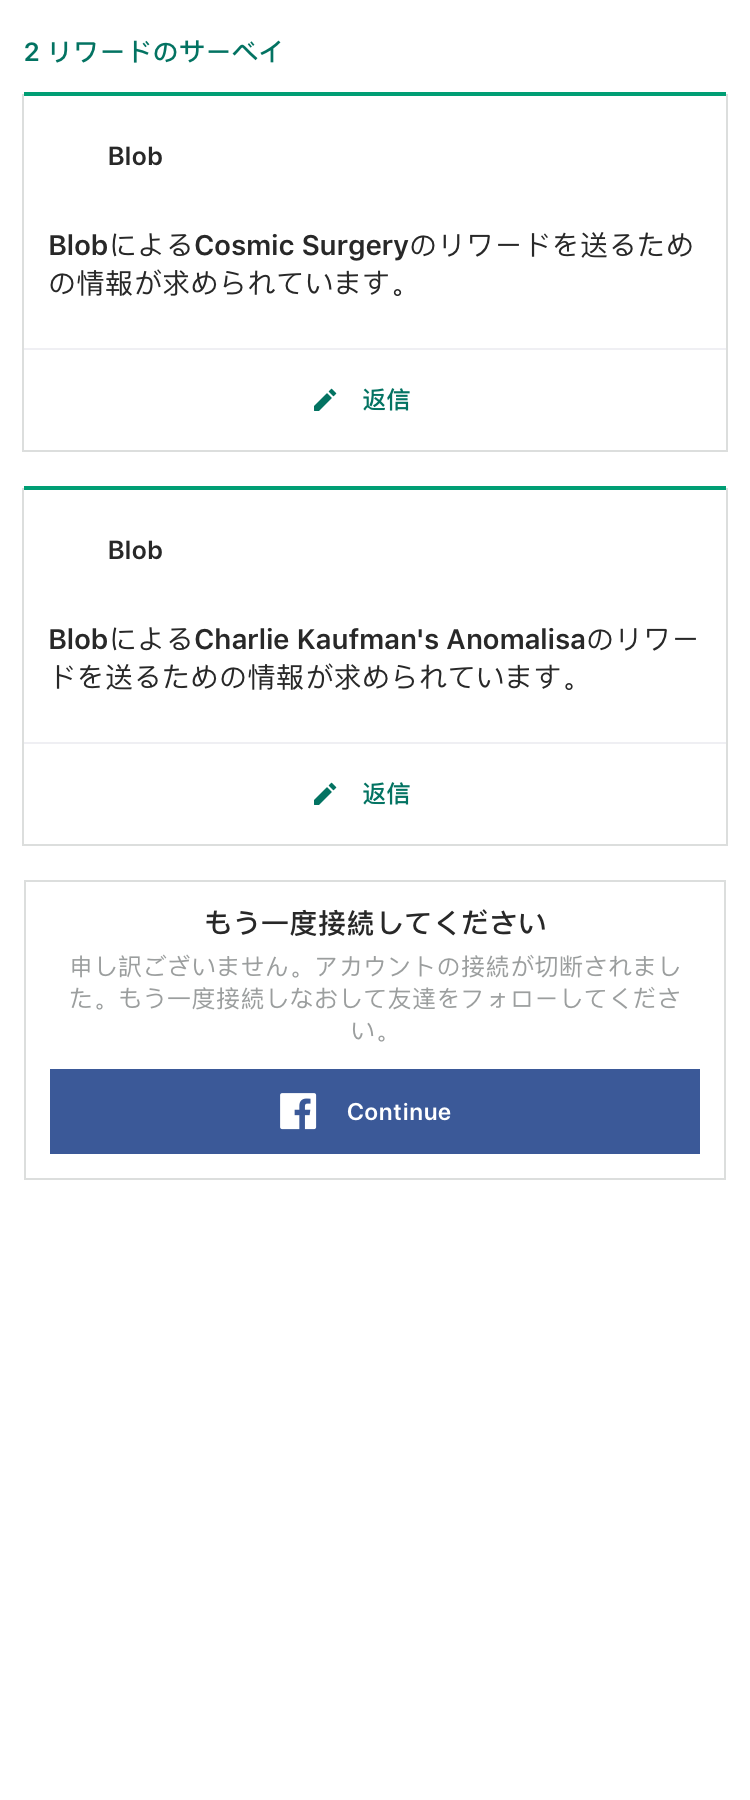 2 リワードのサーベイ
Blob
BlobによるCosmic Surgeryのリワードを送るため
の情報が求められています。
返信
Blob
BlobによるCharlie Kaufman's Anomalisaのリワー
ドを送るための情報が求められています。
返信
もう一度接続してください
申し訳ございません。アカウントの接続が切断されまし
た。もう一度接続しなおして友達をフォローしてくださ
い。
Continue